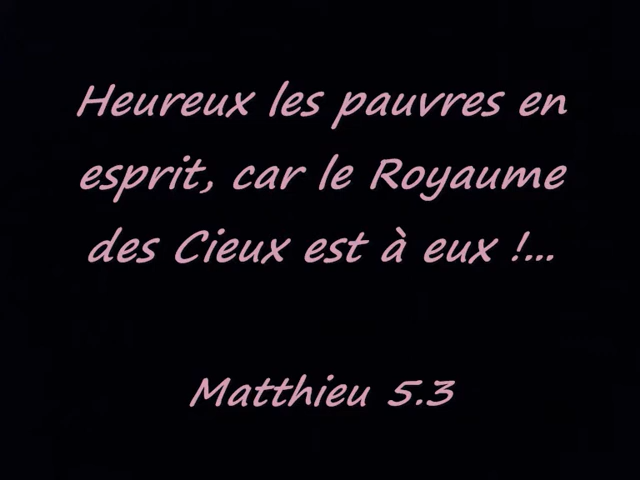 Heureux les pauvres en
esprit, car le Royaume
des Cieux est à eux !...
Matthieu 5.3